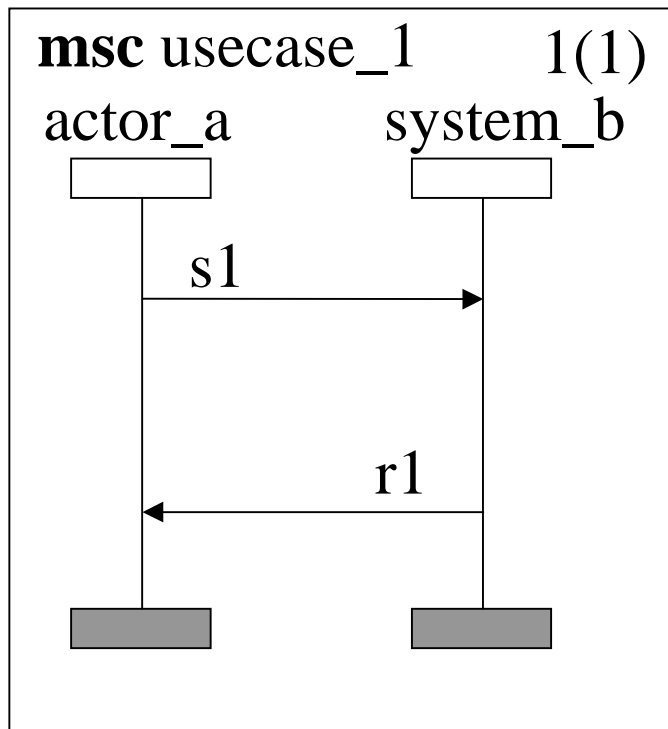 msc usecase_1 1(1)
actor_a system_b
s1
r1